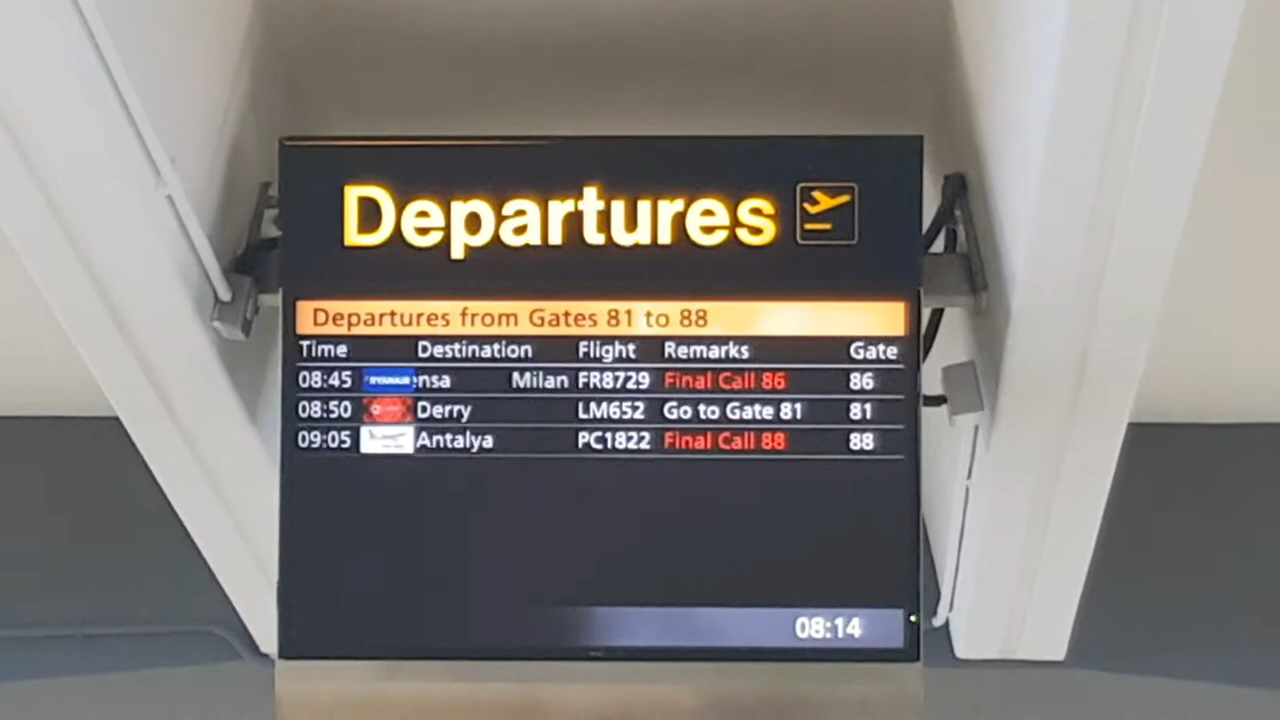 Departures
Departures from Gates 81 to 88
Time Destination Flight Remarks Gate
08:45 nsa Milan FR8729 Final Call 86 86
08:50 Derry LM652 Go to Gate 81 81
09:05 Antalya PC1822 Final Call 88 88
08:14